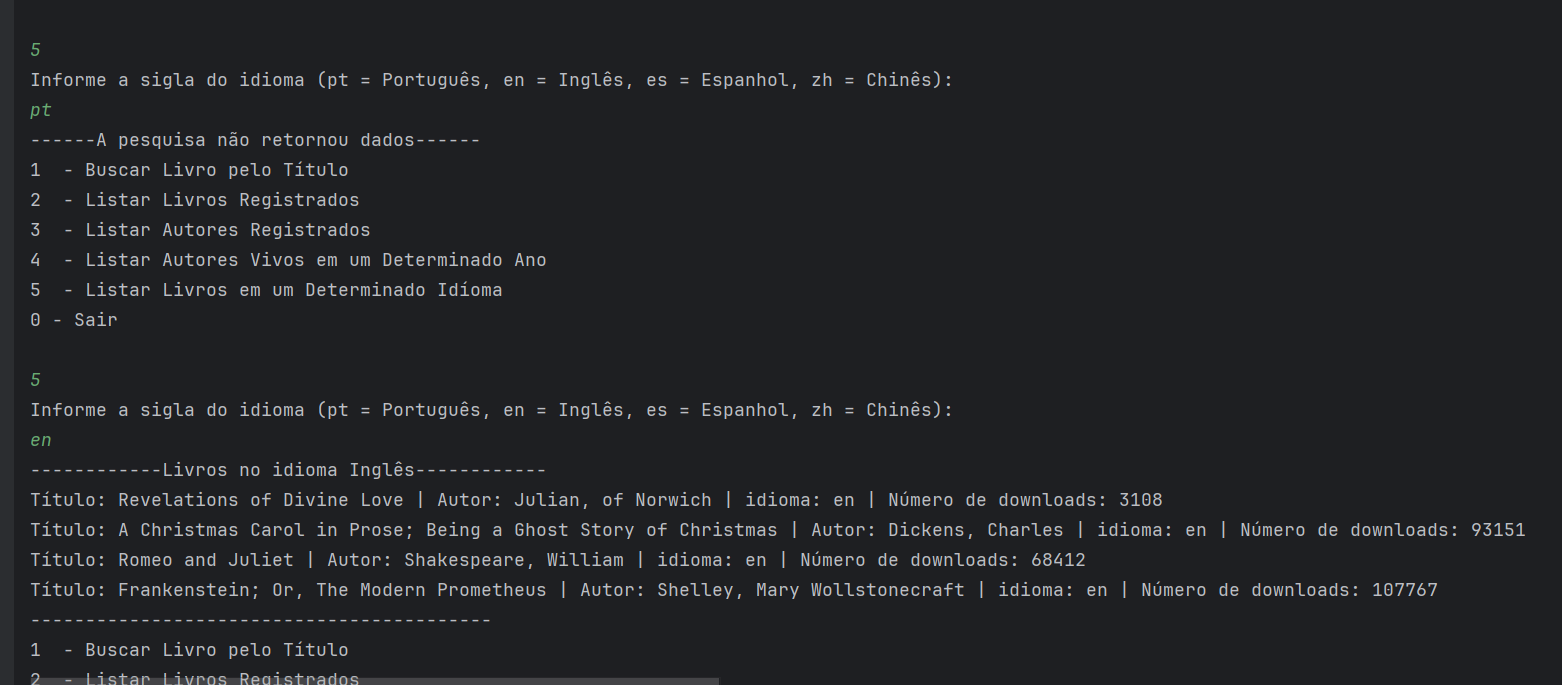 5
Informe a sigla do idioma (pt = Português, en = Inglês, es = Espanhol, zh = Chinês):
pt
------A pesquisa não retornou dados------
1  - Buscar Livro pelo Título
2  - Listar Livros Registrados
3  - Listar Autores Registrados
4  - Listar Autores Vivos em um Determinado Ano
5  - Listar Livros em um Determinado Idíoma
0 - Sair
5
Informe a sigla do idioma (pt = Português, en = Inglês, es = Espanhol, zh = Chinês):
en
------------Livros no idioma Inglês------------
Título: Revelations of Divine Love | Autor: Julian, of Norwich | idioma: en | Número de downloads: 3108
Título: A Christmas Carol in Prose; Being a Ghost Story of Christmas | Autor: Dickens, Charles | idioma: en | Número de downloads: 93151
Título: Romeo and Juliet | Autor: Shakespeare, William | idioma: en | Número de downloads: 68412
Título: Frankenstein; Or, The Modern Prometheus | Autor: Shelley, Mary Wollstonecraft | idioma: en | Número de downloads: 107767
------------------------------------------
1  - Buscar Livro pelo Título
2  - Listar Livros Registrados